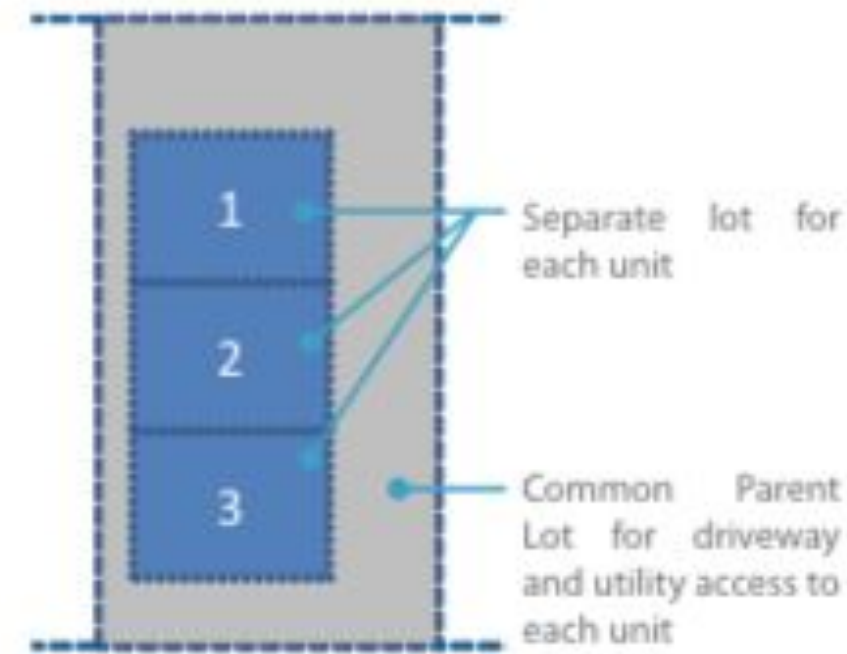 1
Separate lot for
each unit
2
3
Common Parent
Lot for driveway
and utility access to
each unit